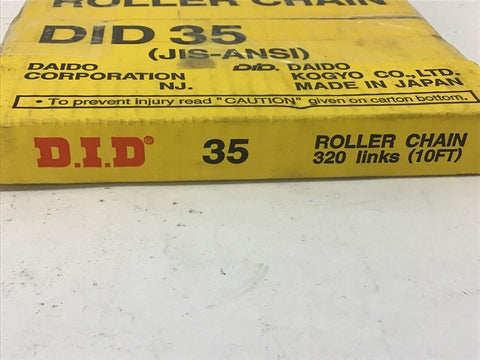 ROLLER CHAIN
DID 35
(JIS-ANSI)
DAIDO
CORPORATION
NJ.
D.I.D. DAIDO
KOGYO CO., LTD.
MADE IN JAPAN
• To prevent injury read "CAUTION" given on carton bottom.
D.I.D®
35
ROLLER CHAIN
320 links (10FT)